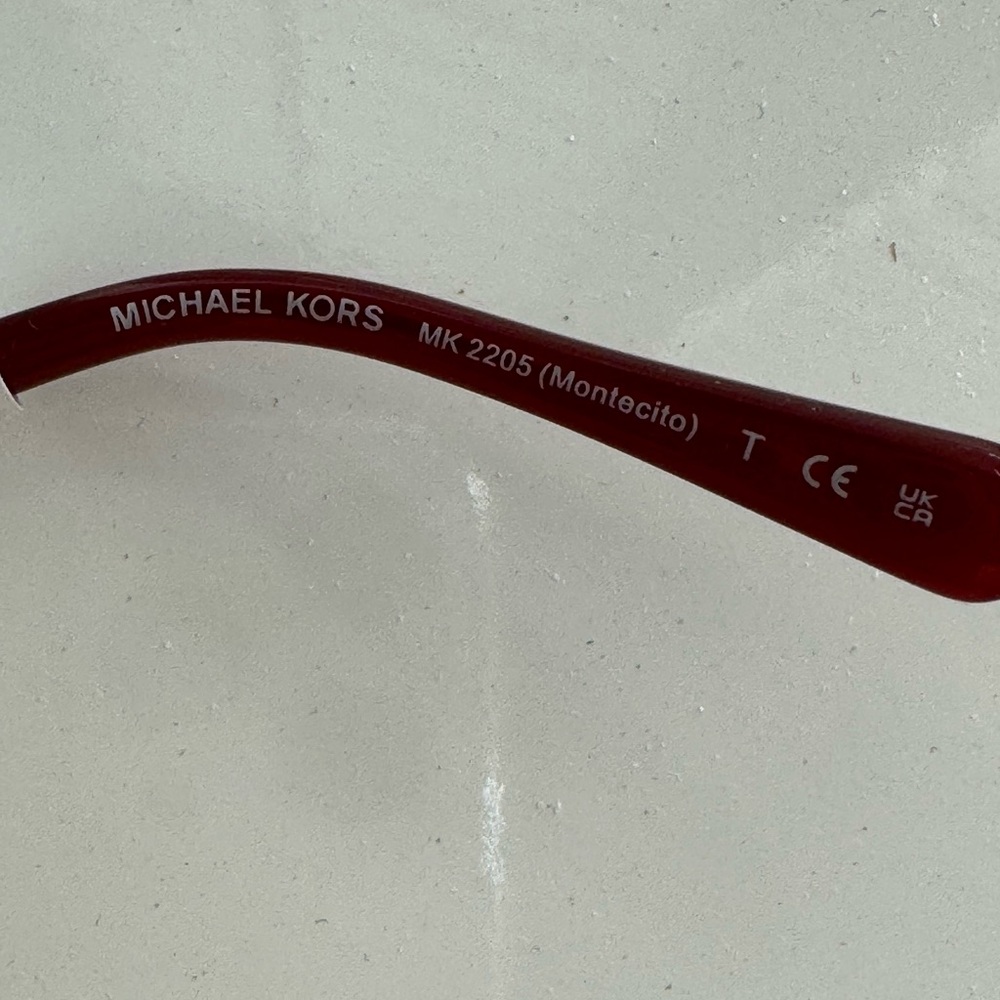 MICHAEL KORS MK 2205 (Montecito) T CE UK
CA